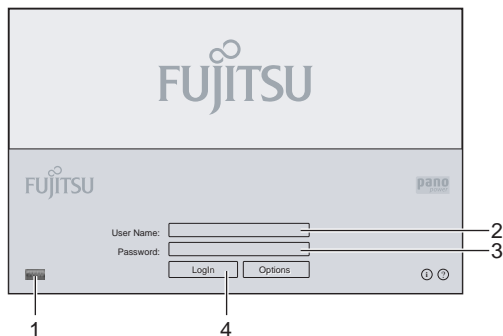 FUJITSU
FUJITSU
pano
User Name:
2
Password:
3
LogIn
Options
i ?
1
4